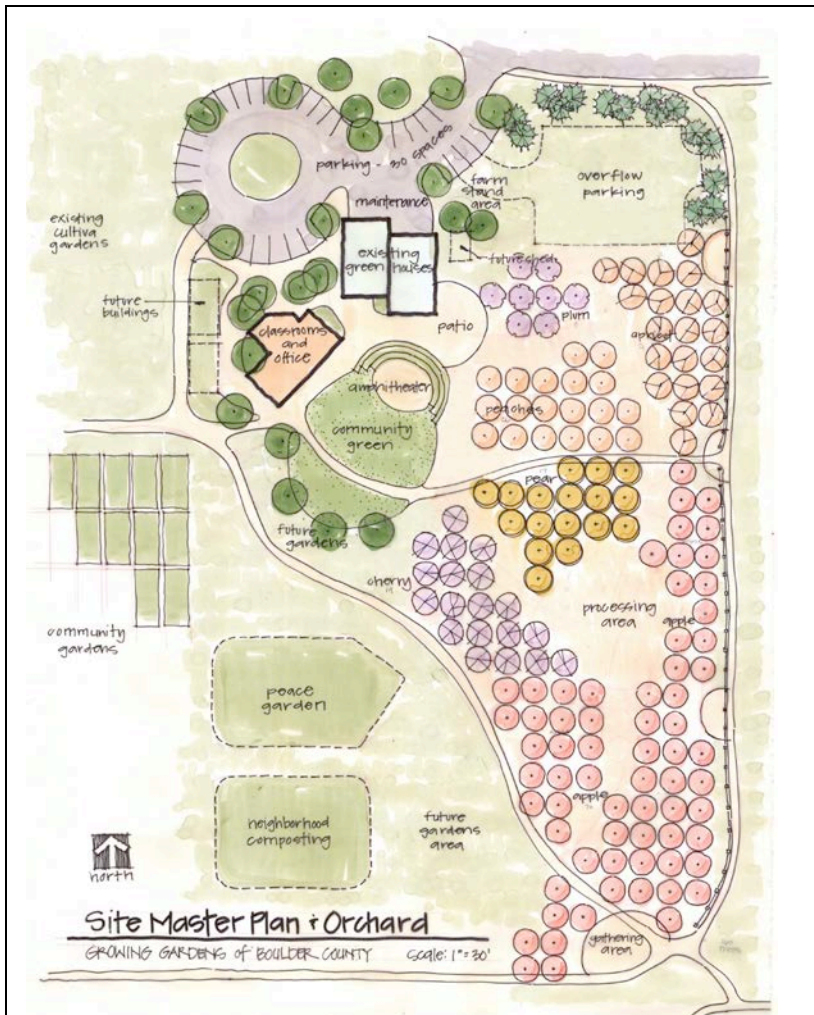 parking - 30 spaces
overflow
parking
farm
stand
area
maintenance
existing
cultiva
gardens
existing
green houses
future shed
future
buildings
plum
apricot
patio
classrooms
and
office
amphitheater
peaches
community
green
pear
future
gardens
cherry
processing
area
apple
community
gardens
peace
garden
apple
neighborhood
composting
future
gardens
area
north
Site Master Plan & Orchard
GROWING GARDENS of BOULDER COUNTY scale: 1"=30'
gathering
area